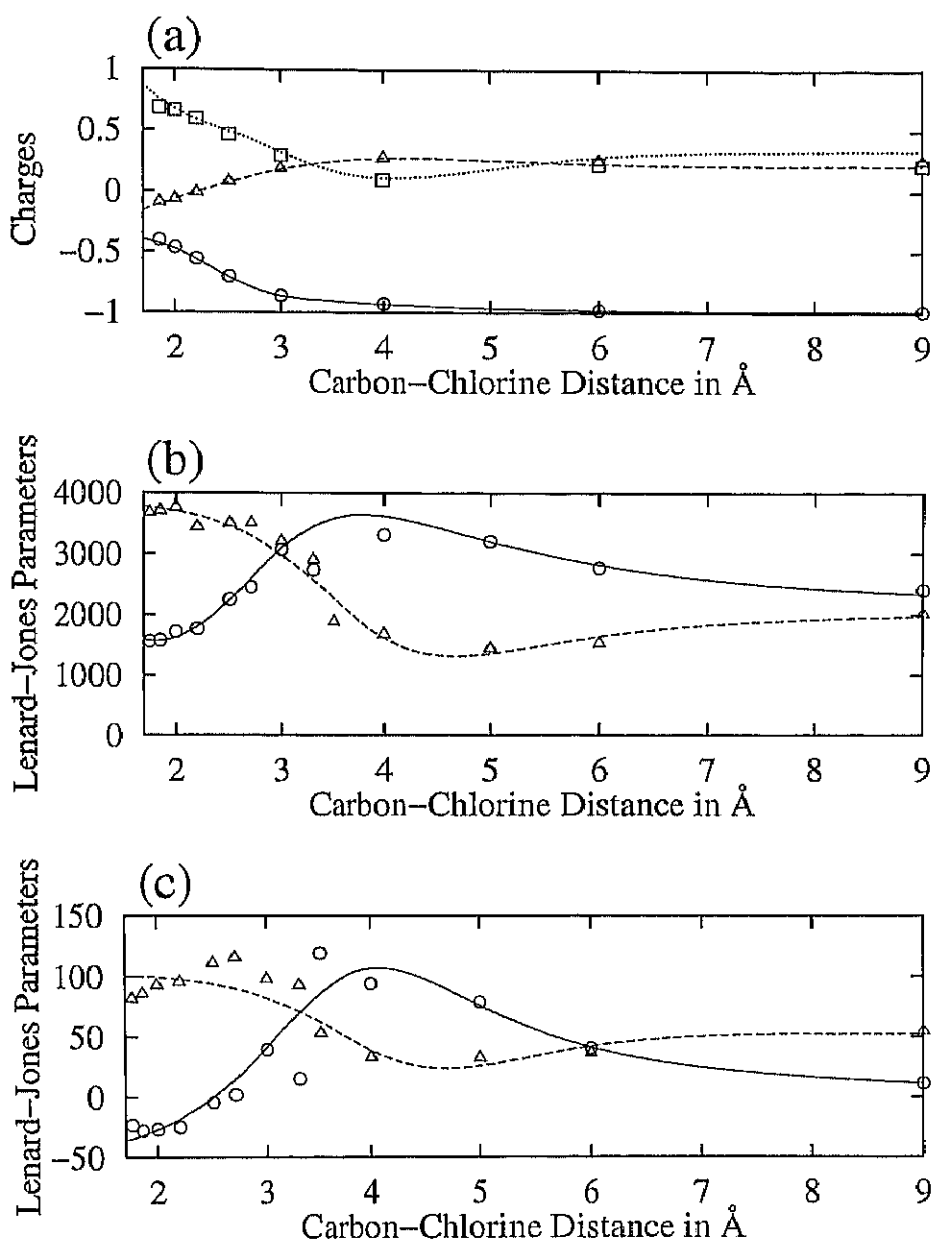 (a)
1
0.5
0
−0.5
−1
Charges
2 3 4 5 6 7 8 9
Carbon−Chlorine Distance in Å
(b)
4000
3000
2000
1000
0
Lenard−Jones Parameters
2 3 4 5 6 7 8 9
Carbon−Chlorine Distance in Å
(c)
150
100
50
0
−50
Lenard−Jones Parameters
2 3 4 5 6 7 8 9
Carbon−Chlorine Distance in Å